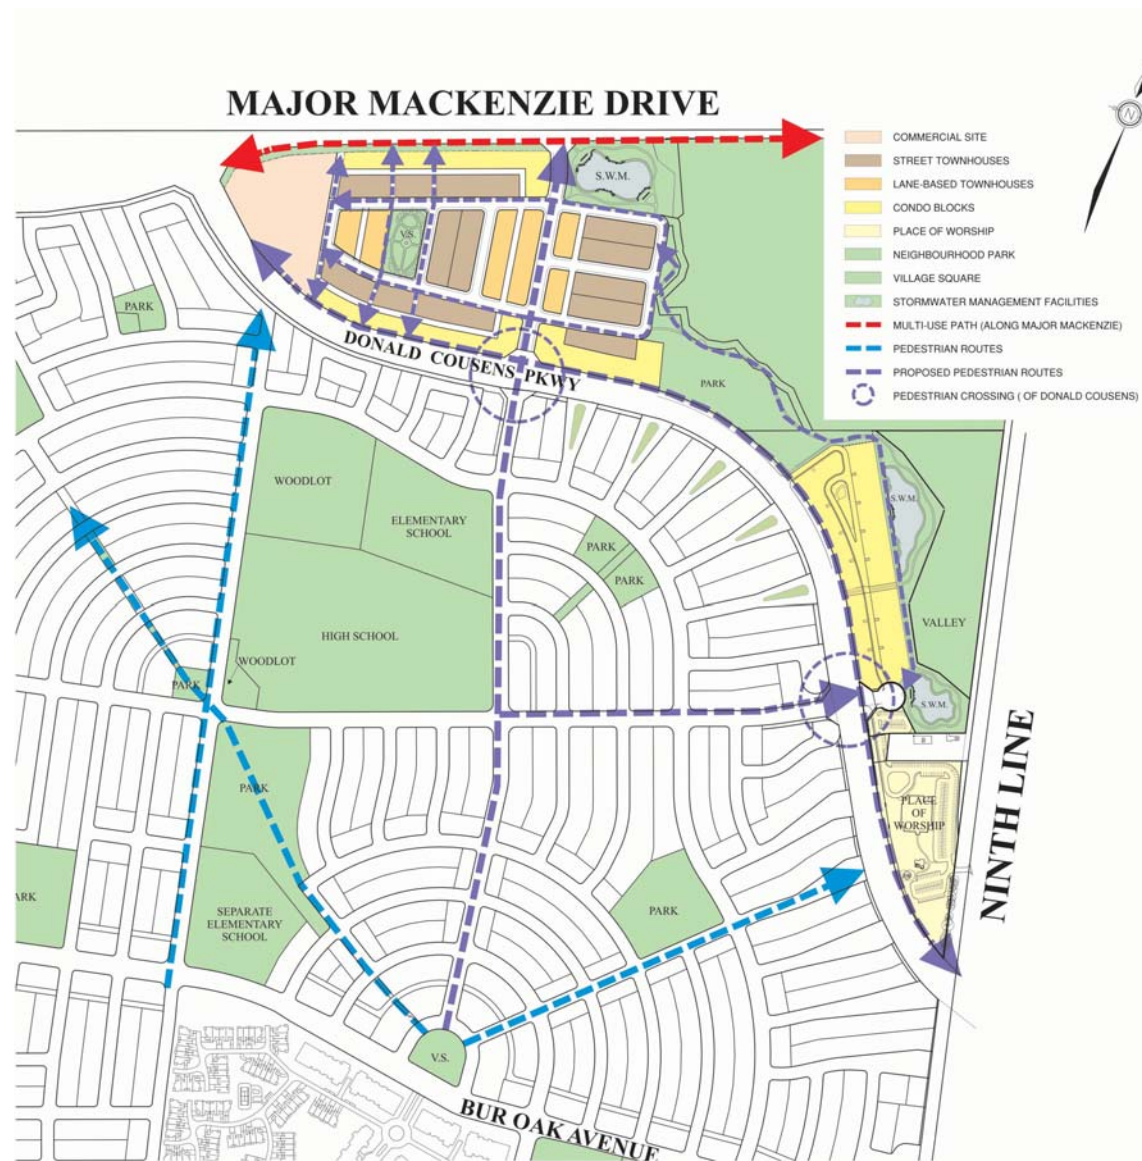 MAJOR MACKENZIE DRIVE
N
COMMERCIAL SITE
STREET TOWNHOUSES
LANE-BASED TOWNHOUSES
CONDO BLOCKS
PLACE OF WORSHIP
NEIGHBOURHOOD PARK
VILLAGE SQUARE
STORMWATER MANAGEMENT FACILITIES
MULTI-USE PATH (ALONG MAJOR MACKENZIE)
PEDESTRIAN ROUTES
PROPOSED PEDESTRIAN ROUTES
PEDESTRIAN CROSSING ( OF DONALD COUSENS)
S.W.M.
V.S.
PARK
DONALD COUSENS PKWY
PARK
WOODLOT
ELEMENTARY
SCHOOL
S.W.M.
PARK
PARK
HIGH SCHOOL
VALLEY
WOODLOT
PARK
S.W.M.
PARK
PLACE
OF
WORSHIP
NINTH LINE
ARK
SEPARATE
ELEMENTARY
SCHOOL
PARK
V.S.
BUR OAK AVENUE